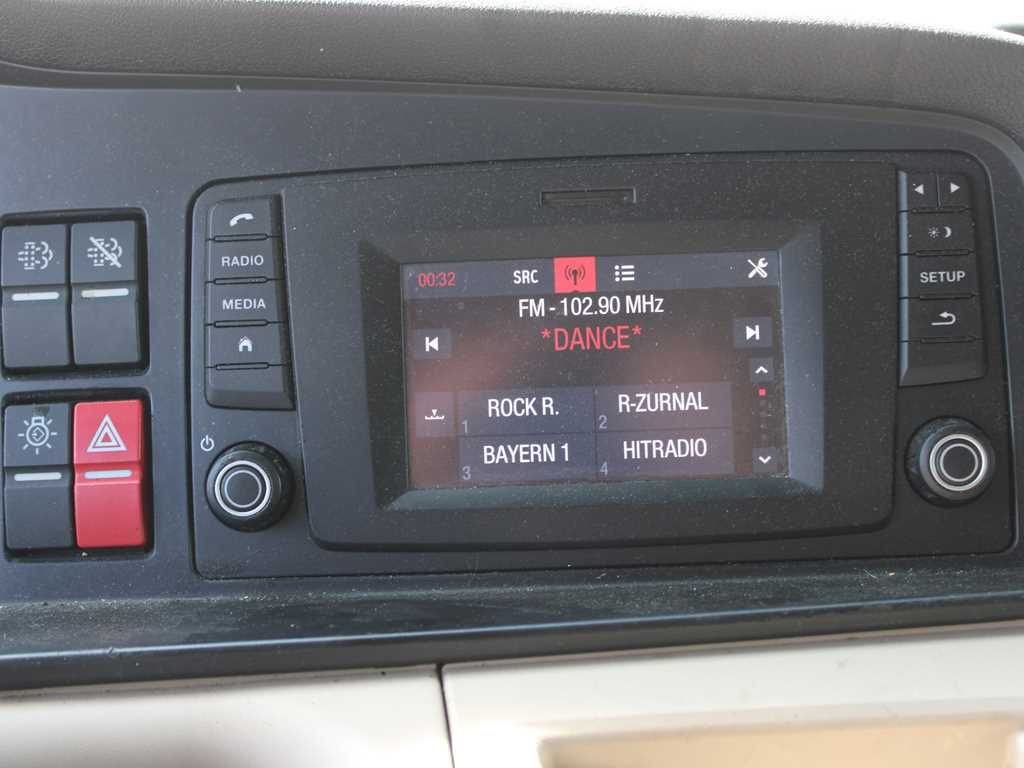 RADIO
MEDIA
00:32 SRC
FM - 102.90 MHz
*DANCE*
1 ROCK R.
2 R-ZURNAL
3 BAYERN 1
4 HITRADIO
SETUP